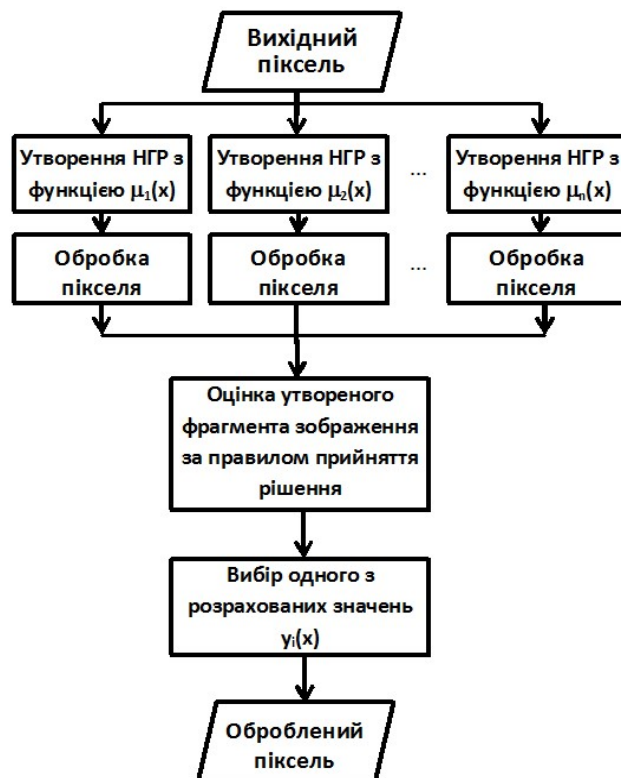 Вихідний
піксель
Утворення НГР з
функцією μ₁(x)
Утворення НГР з
функцією μ₂(x)
...
Утворення НГР з
функцією μₙ(x)
Обробка
пікселя
Обробка
пікселя
...
Обробка
пікселя
Оцінка утвореного
фрагмента зображення
за правилом прийняття
рішення
Вибір одного з
розрахованих значень
yᵢ(x)
Оброблений
піксель